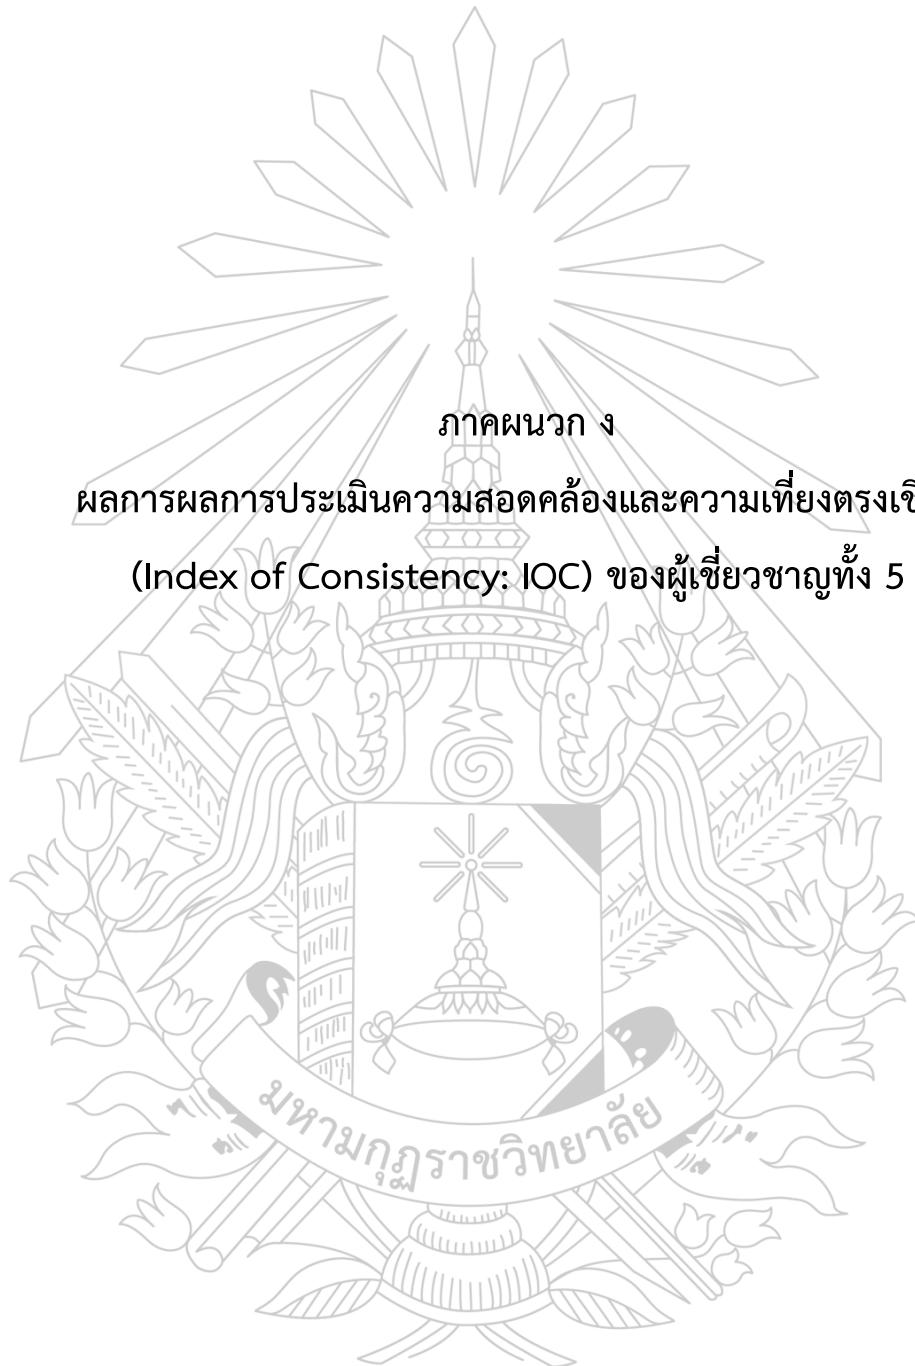 ภาคผนวก ง
ผลการผลการประเมินความสอดคล้องและความเที่ยงตรง
(Index of Consistency: IOC) ของผู้เชี่ยวชาญทั้ง 5
มหามกุฏราชวิทยาลัย